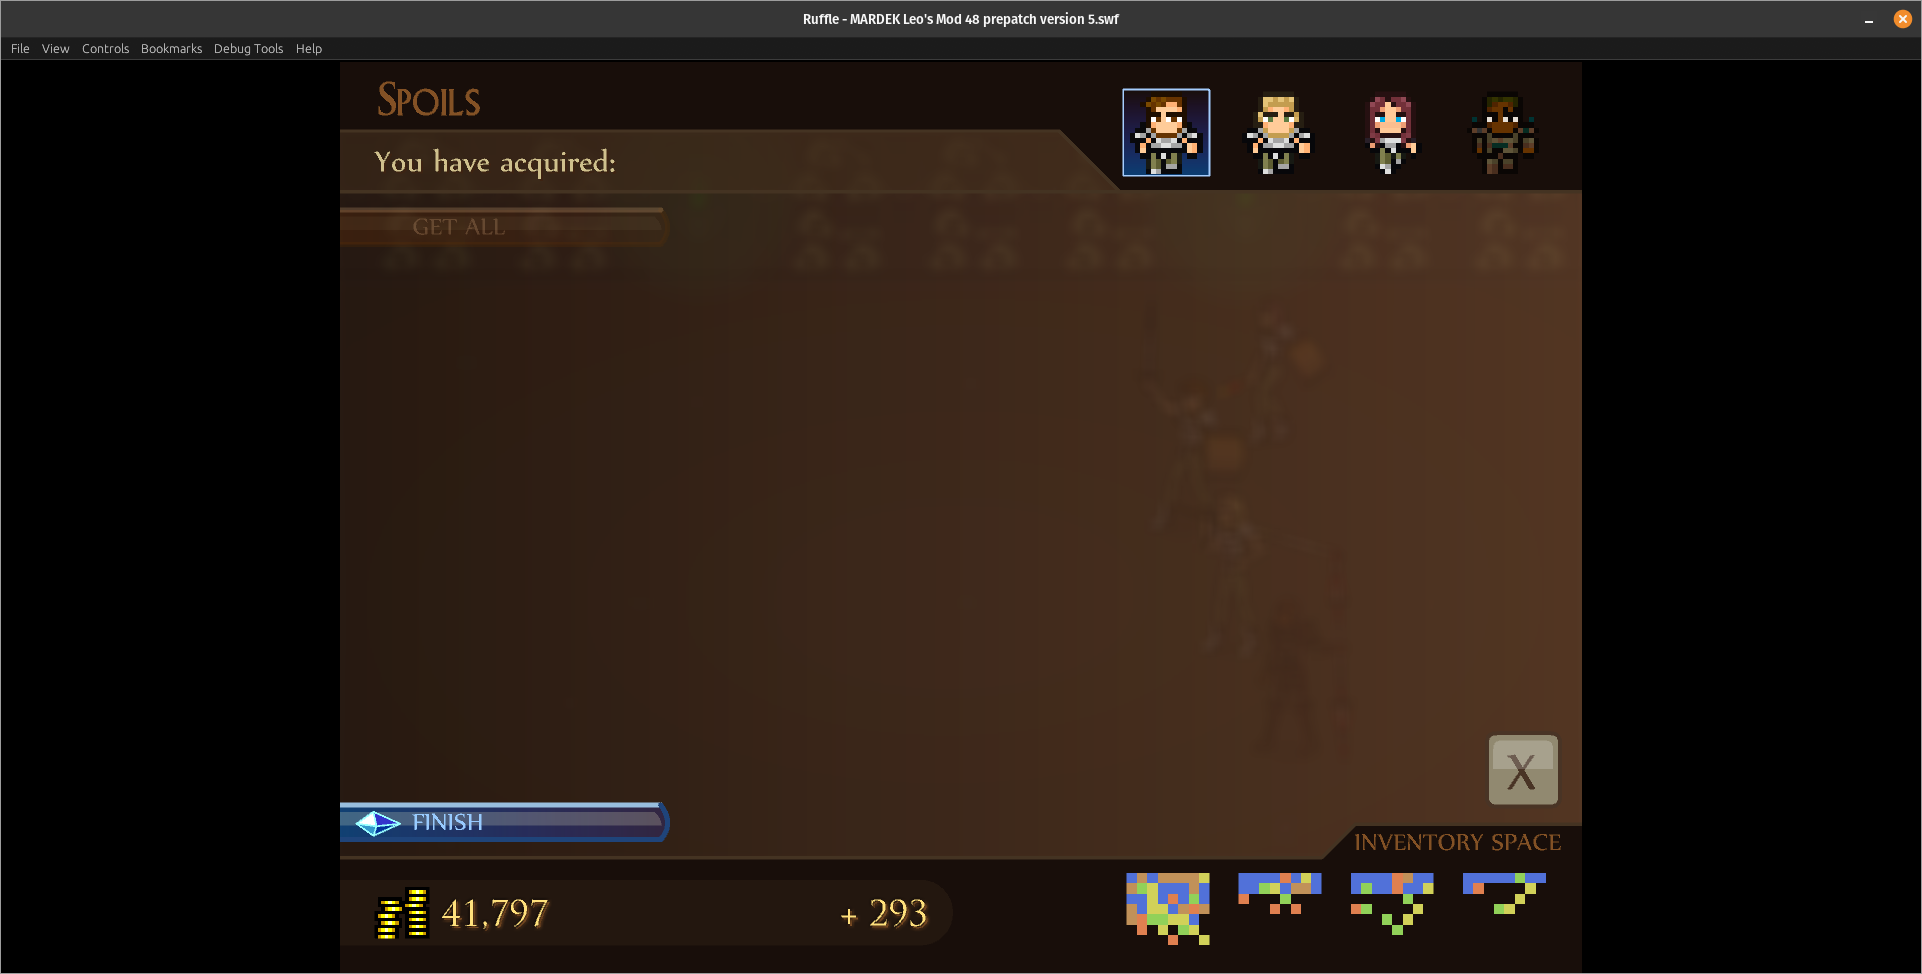 Ruffle - MARDEK Leo's Mod 48 prepatch version 5.swf
File View Controls Bookmarks Debug Tools Help
SPOILS
You have acquired:
GET ALL
X
FINISH
INVENTORY SPACE
41,797
+ 293